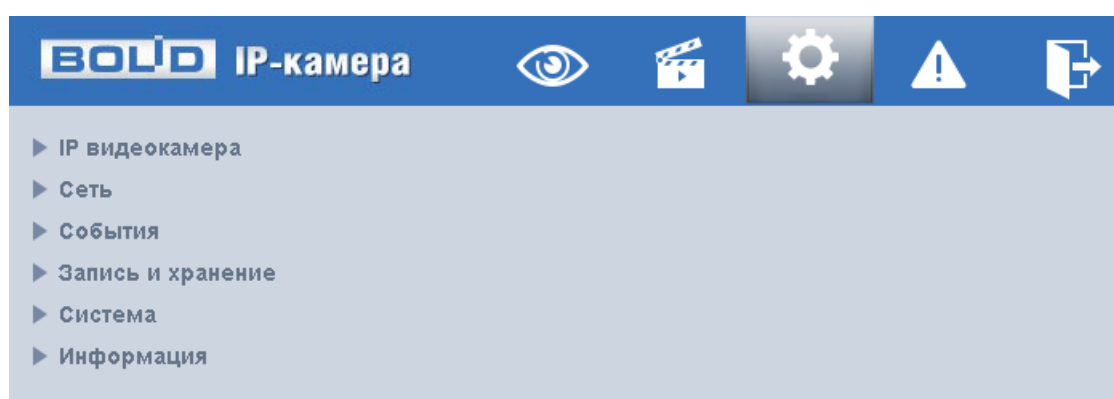 BOLID IP-камера
IP видеокамера
Сеть
События
Запись и хранение
Система
Информация